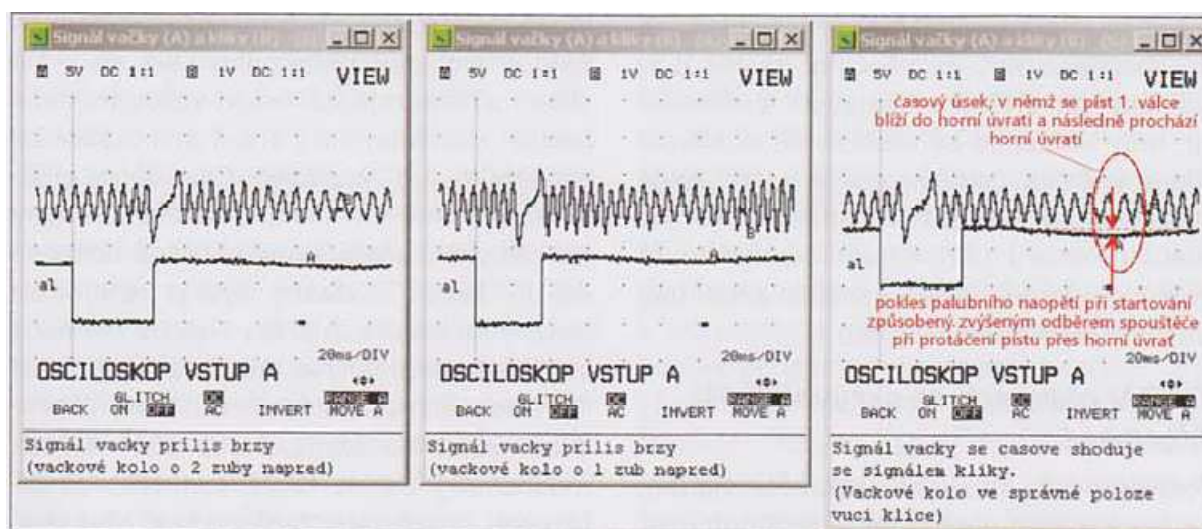 Signál vačky (A) a kliky (B)
A 5V DC 1:1 B 1V DC 1:1 VIEW
B
A
al
20ms/DIV
OSCILOSKOP VSTUP A
GLITCH DC RANGE A
BACK ON OFF AC INVERT MOVE A
Signál vacky prílis brzy
(vackové kolo o 2 zuby napred)
Signál vačky (A) a kliky (B)
A 5V DC 1:1 B 1V DC 1:1 VIEW
A
B
al
20ms/DIV
OSCILOSKOP VSTUP A
GLITCH DC RANGE A
BACK ON OFF AC INVERT MOVE A
Signál vacky prílis brzy
(vackové kolo o 1 zub napred)
Signál vačky (A) a kliky (B)
A 5V DC 1:1 B 1V DC 1:1 VIEW
časový úsek, v němž se píst 1. válce
blíží do horní úvrati a následně prochází
horní úvratí
B
A
al
pokles palubního naopětí při startování
způsobený zvýšeným odběrem spouštěče
při protáčení pístu přes horní úvrať
20ms/DIV
OSCILOSKOP VSTUP A
GLITCH DC RANGE A
BACK ON OFF AC INVERT MOVE A
Signál vacky se casove shoduje
se signálem kliky.
(Vackové kolo ve správné poloze
vuci klice)